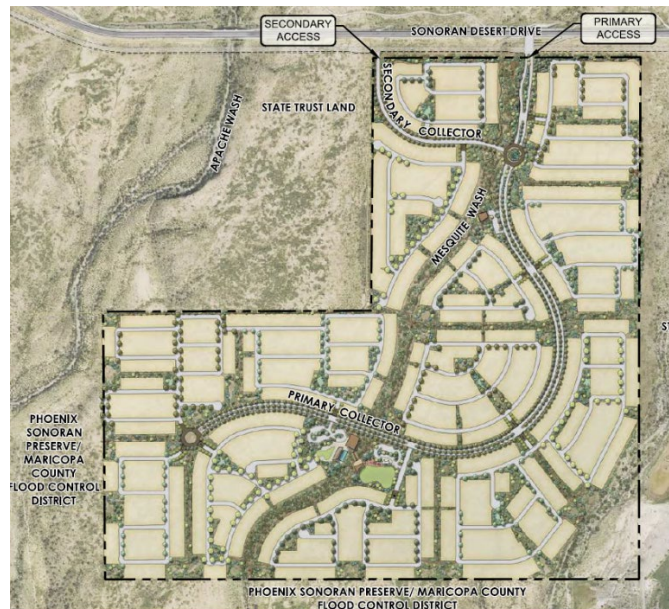 SECONDARY
ACCESS
SONORAN DESERT DRIVE
PRIMARY
ACCESS
SECONDARY
COLLECTOR
STATE TRUST LAND
APACHE WASH
MESQUITE WASH
ST
PRIMARY COLLECTOR
PHOENIX
SONORAN
PRESERVE/
MARICOPA
COUNTY
FLOOD CONTROL
DISTRICT
PHOENIX SONORAN PRESERVE/ MARICOPA COUNTY
FLOOD CONTROL DISTRICT